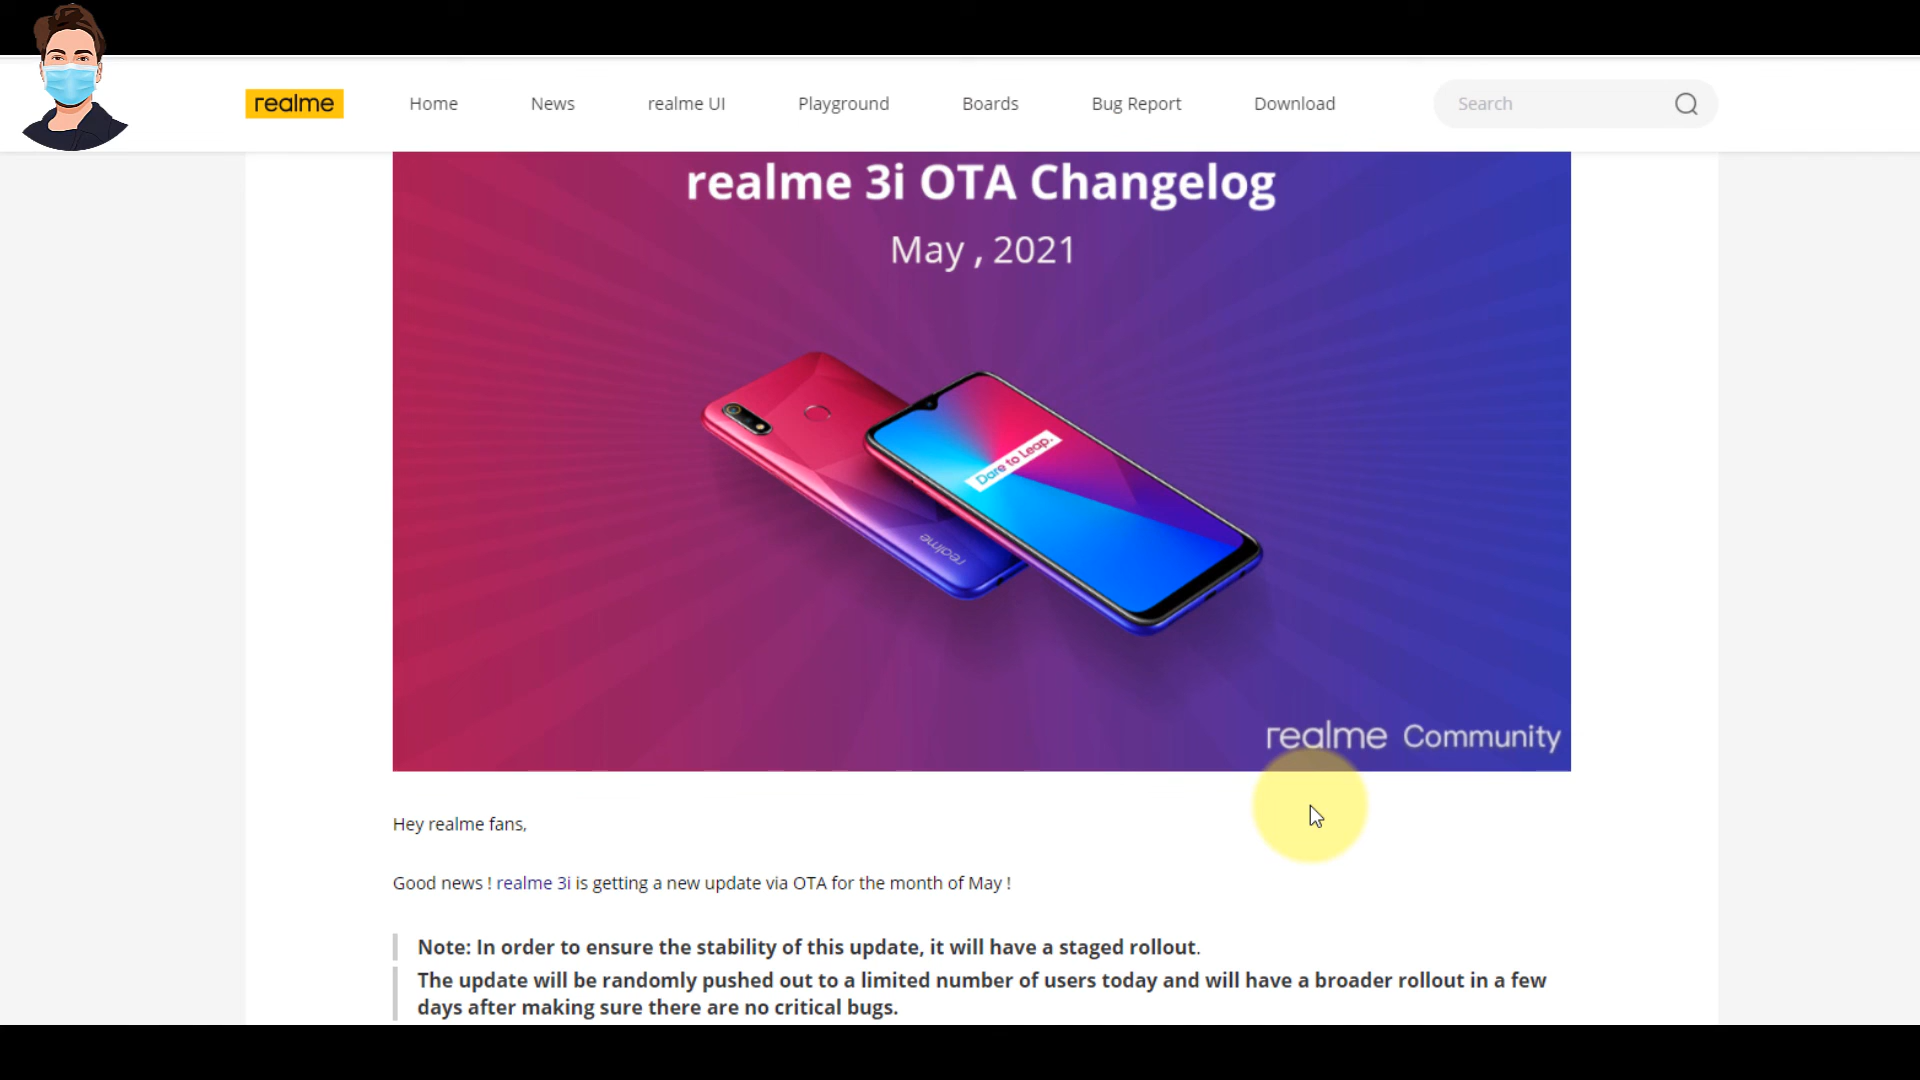 realme Home News realme UI Playground Boards Bug Report Download Search
realme 3i OTA Changelog
May , 2021
Dare to Leap.
realme
realme Community
Hey realme fans,
Good news ! realme 3i is getting a new update via OTA for the month of May !
Note: In order to ensure the stability of this update, it will have a staged rollout.
The update will be randomly pushed out to a limited number of users today and will have a broader rollout in a few
days after making sure there are no critical bugs.